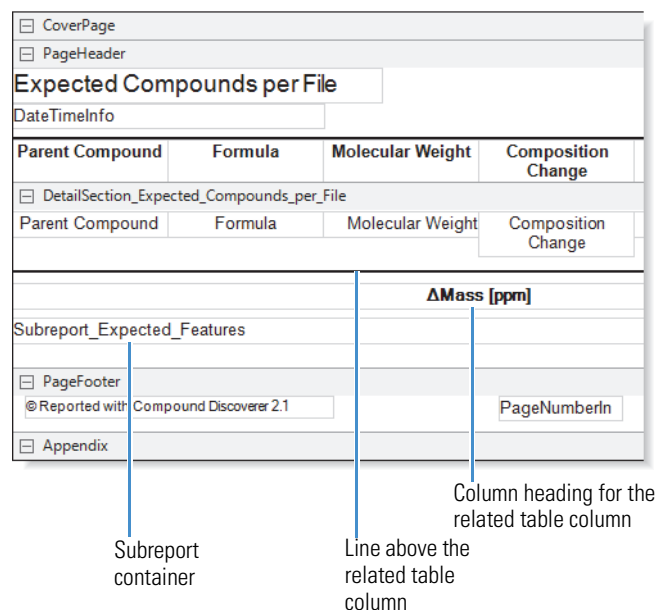 CoverPage
PageHeader
Expected Compounds per File
DateTimeInfo
Parent Compound Formula Molecular Weight Composition
Change
DetailSection_Expected_Compounds_per_File
Parent Compound Formula Molecular Weight Composition
Change
ΔMass [ppm]
Subreport_Expected_Features
PageFooter
© Reported with Compound Discoverer 2.1 PageNumberIn
Appendix
Column heading for the
related table column
Subreport
container
Line above the
related table
column